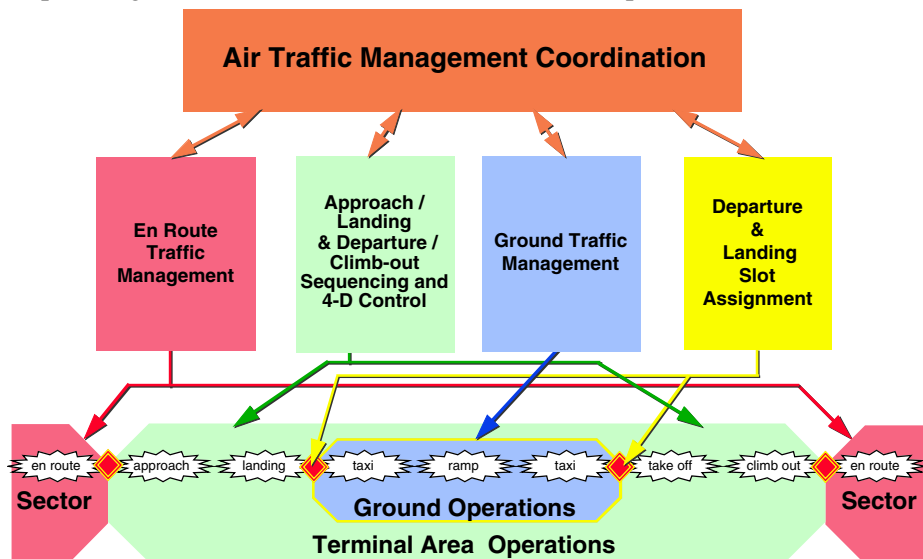 Air Traffic Management Coordination
En Route
Traffic
Management
Approach /
Landing
& Departure /
Climb-out
Sequencing and
4-D Control
Ground Traffic
Management
Departure
&
Landing
Slot
Assignment
en route
approach
landing
taxi
ramp
taxi
take off
climb out
en route
Sector
Ground Operations
Sector
Terminal Area Operations